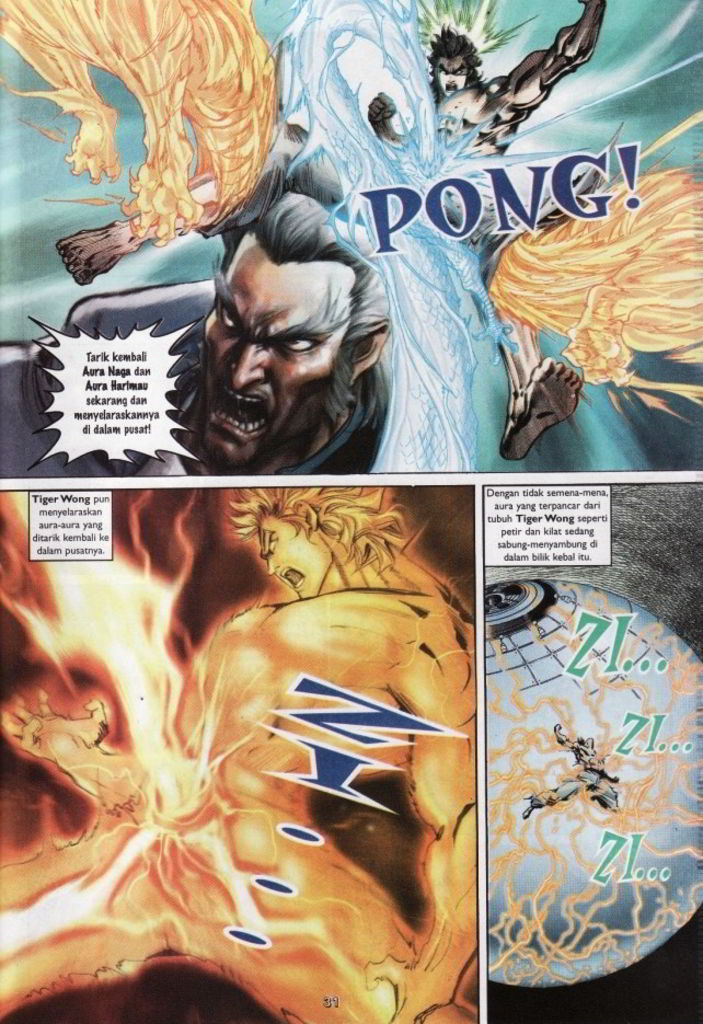 PONG!
Tarik kembali
Aura Naga dan
Aura Harimau
sekarang dan
menyelaraskannya
di dalam pusat!
Tiger Wong pun
menyelaraskan
aura-aura yang
ditarik kembali ke
dalam pusatnya.
ZI...
Dengan tidak semena-mena,
aura yang terpancar dari
tubuh Tiger Wong seperti
petir dan kilat sedang
sabung-menyambung di
dalam bilik kebal itu.
ZI...
ZI...
ZI...
31